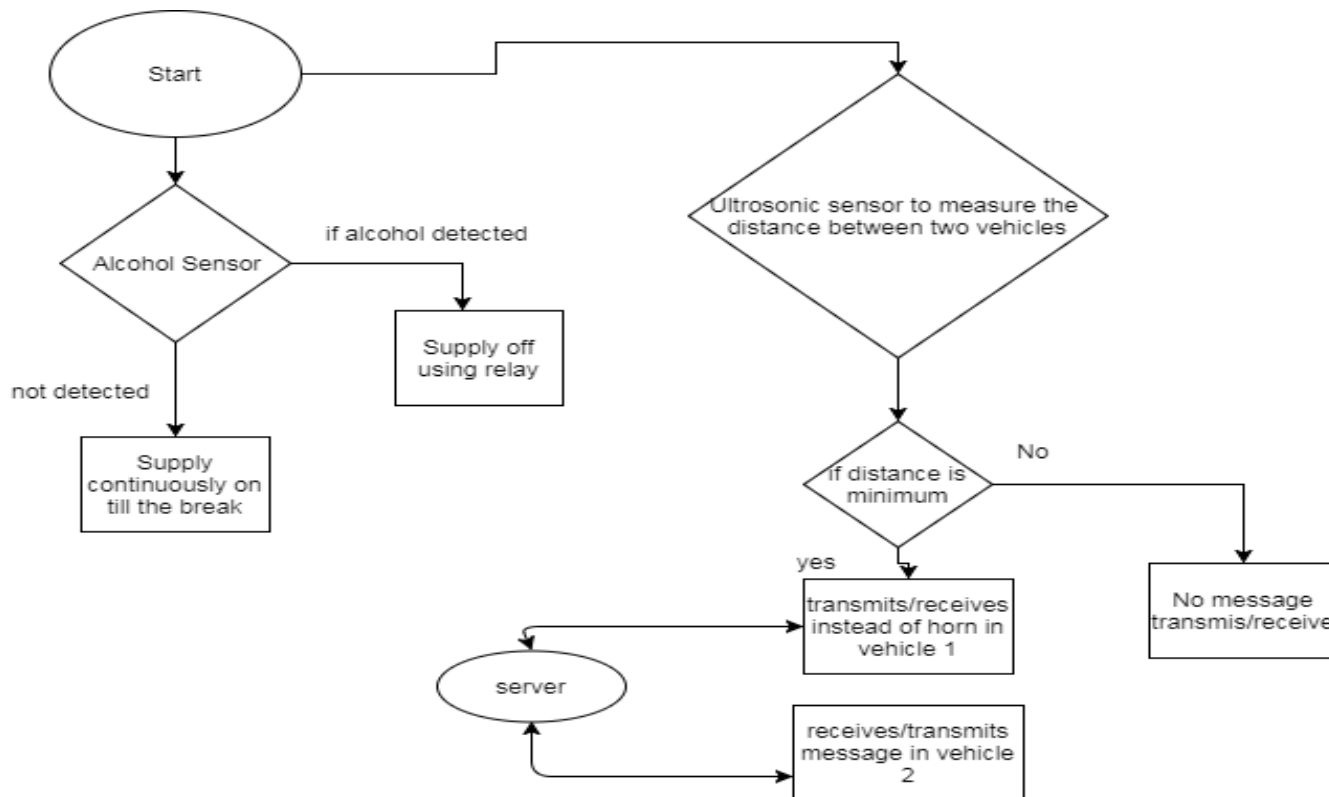 Start
Alcohol Sensor
if alcohol detected
Supply off
using relay
not detected
Supply
continuously on
till the break
Ultrosonic sensor to measure the
distance between two vehicles
if distance is
minimum
No
yes
transmits/receives
instead of horn in
vehicle 1
No message
transmis/receive
server
receives/transmits
message in vehicle
2